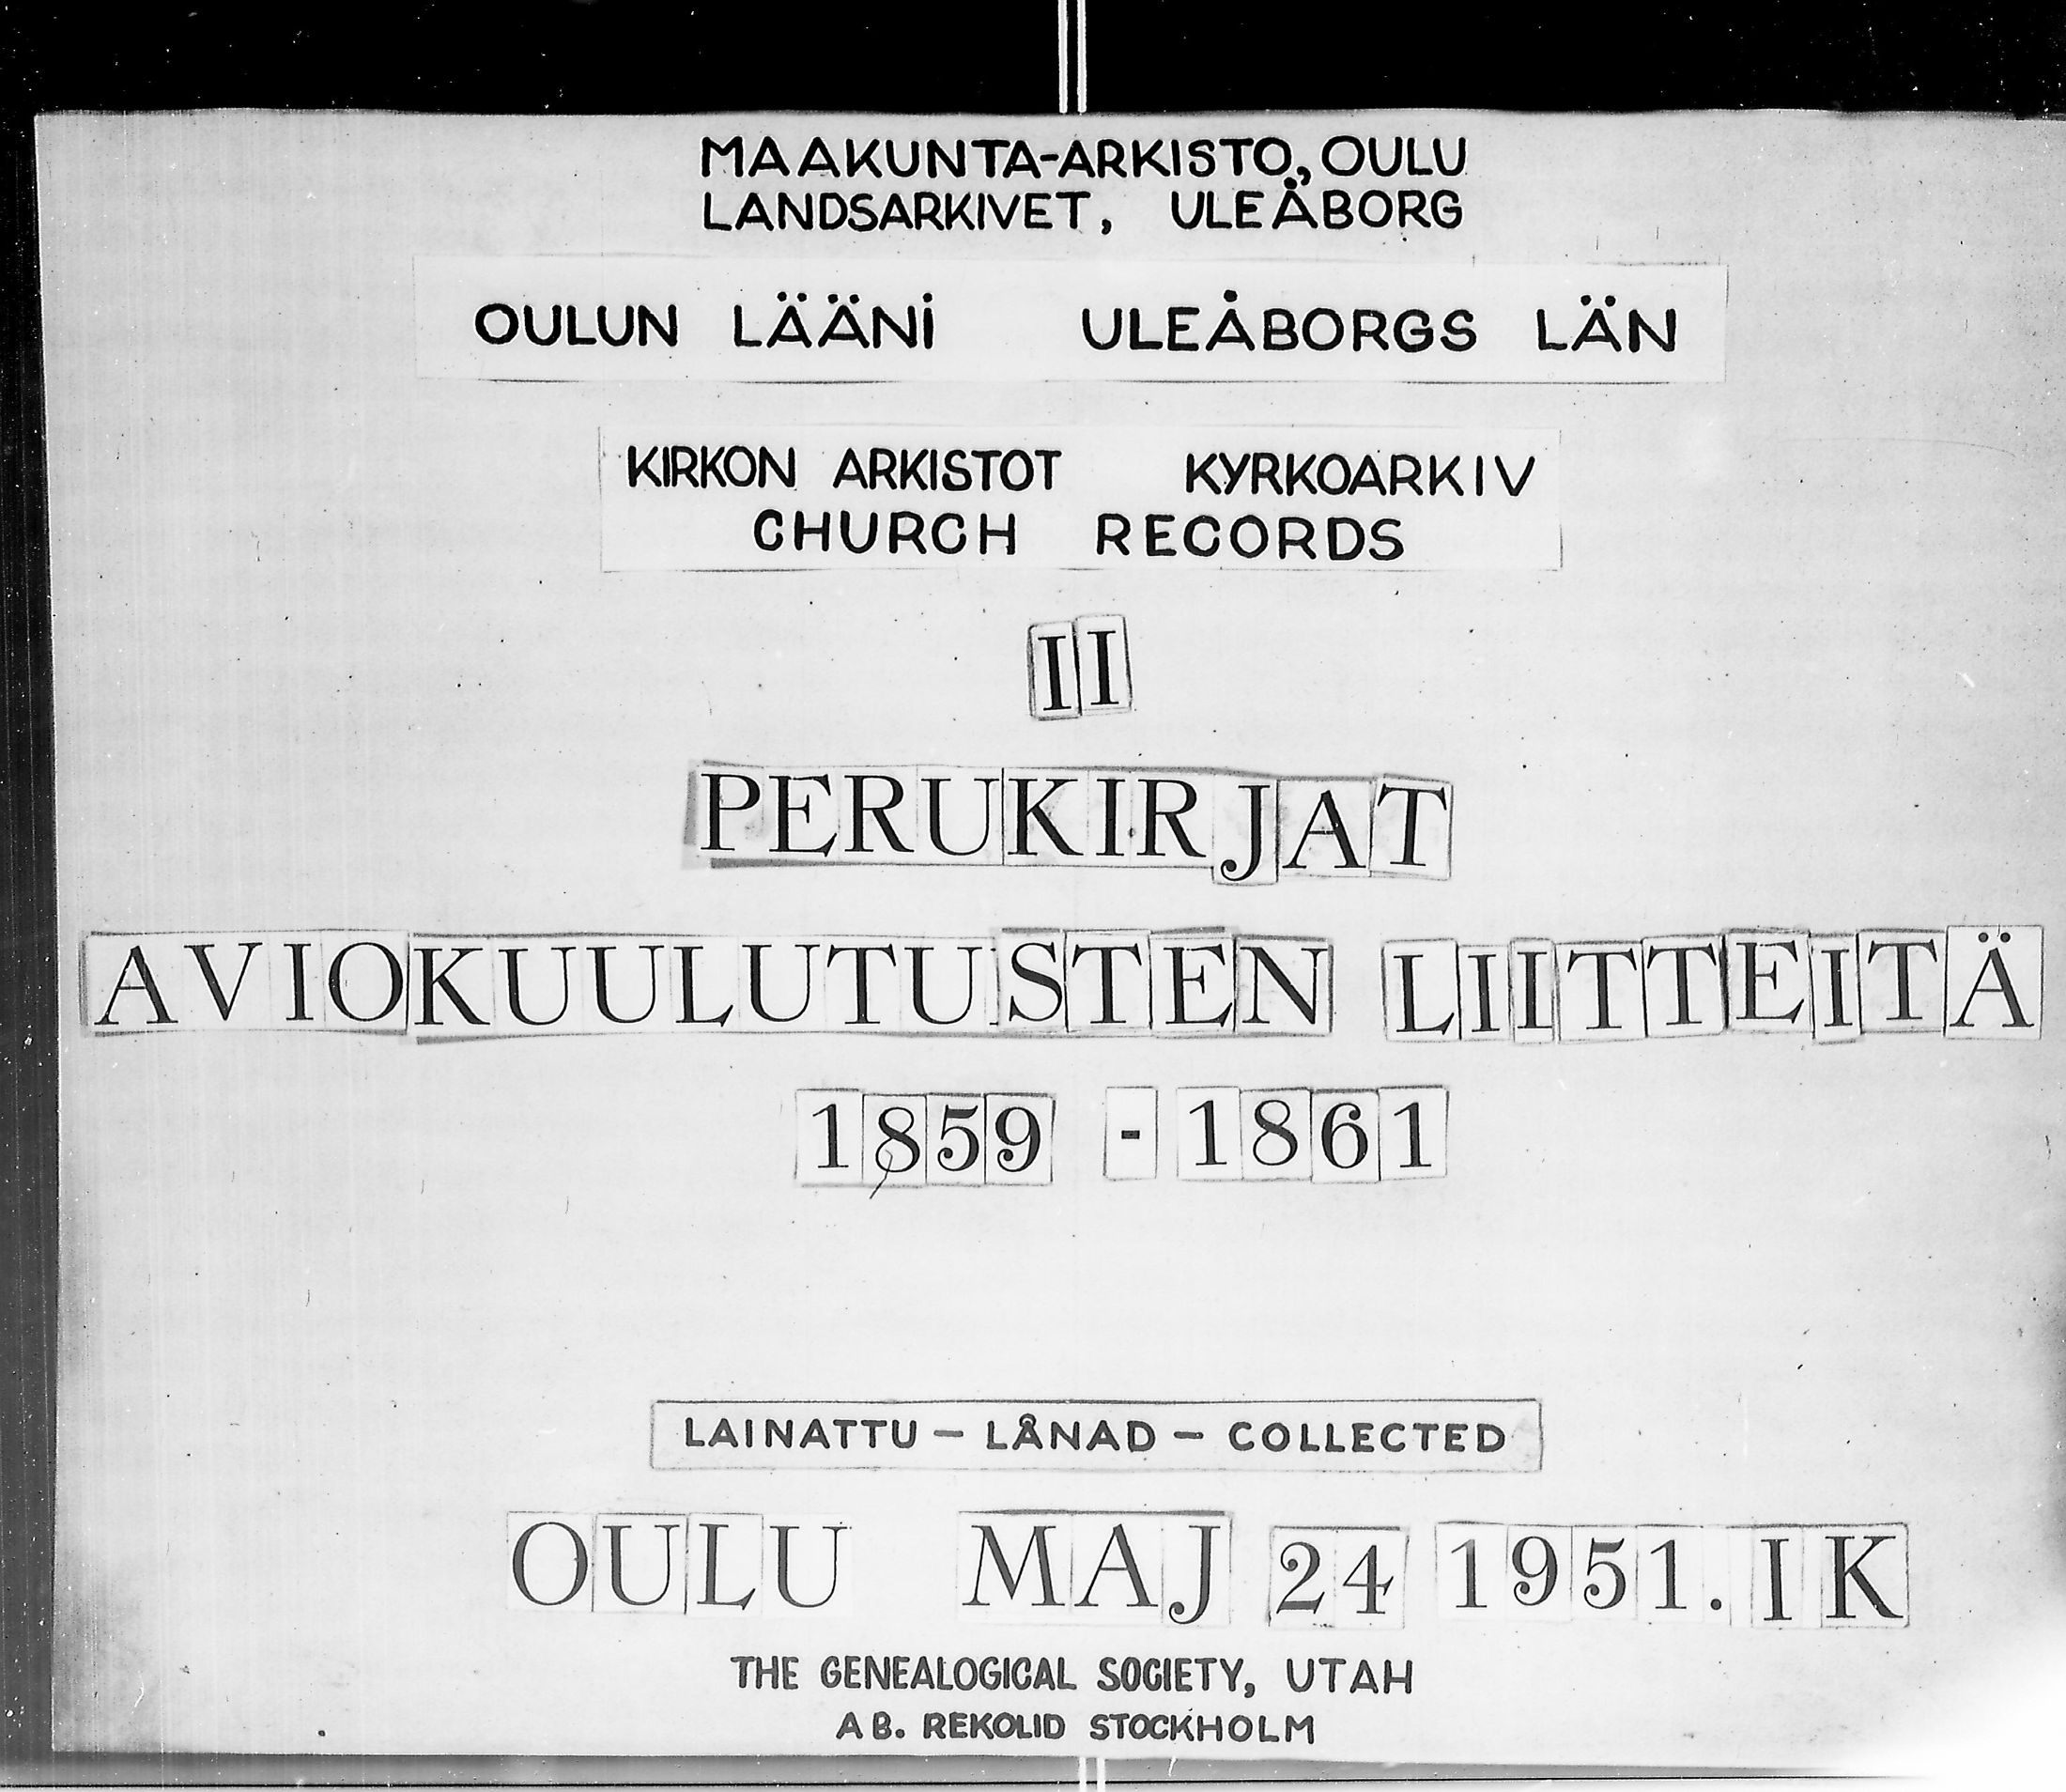 MAAKUNTA-ARKISTO, OULU
LANDSARKIVET, ULEÅBORG
OULUN LÄÄNI ULEÅBORGS LÄN
KIRKON ARKISTOT KYRKOARKIV
CHURCH RECORDS
II
PERUKIRJAT
AVIOKUULUTUSTEN LIITTEITÄ
1859 - 1861
LAINATTU - LÅNAD - COLLECTED
OULU MAJ 24 1951. IK
THE GENEALOGICAL SOCIETY, UTAH
AB. REKOLID STOCKHOLM